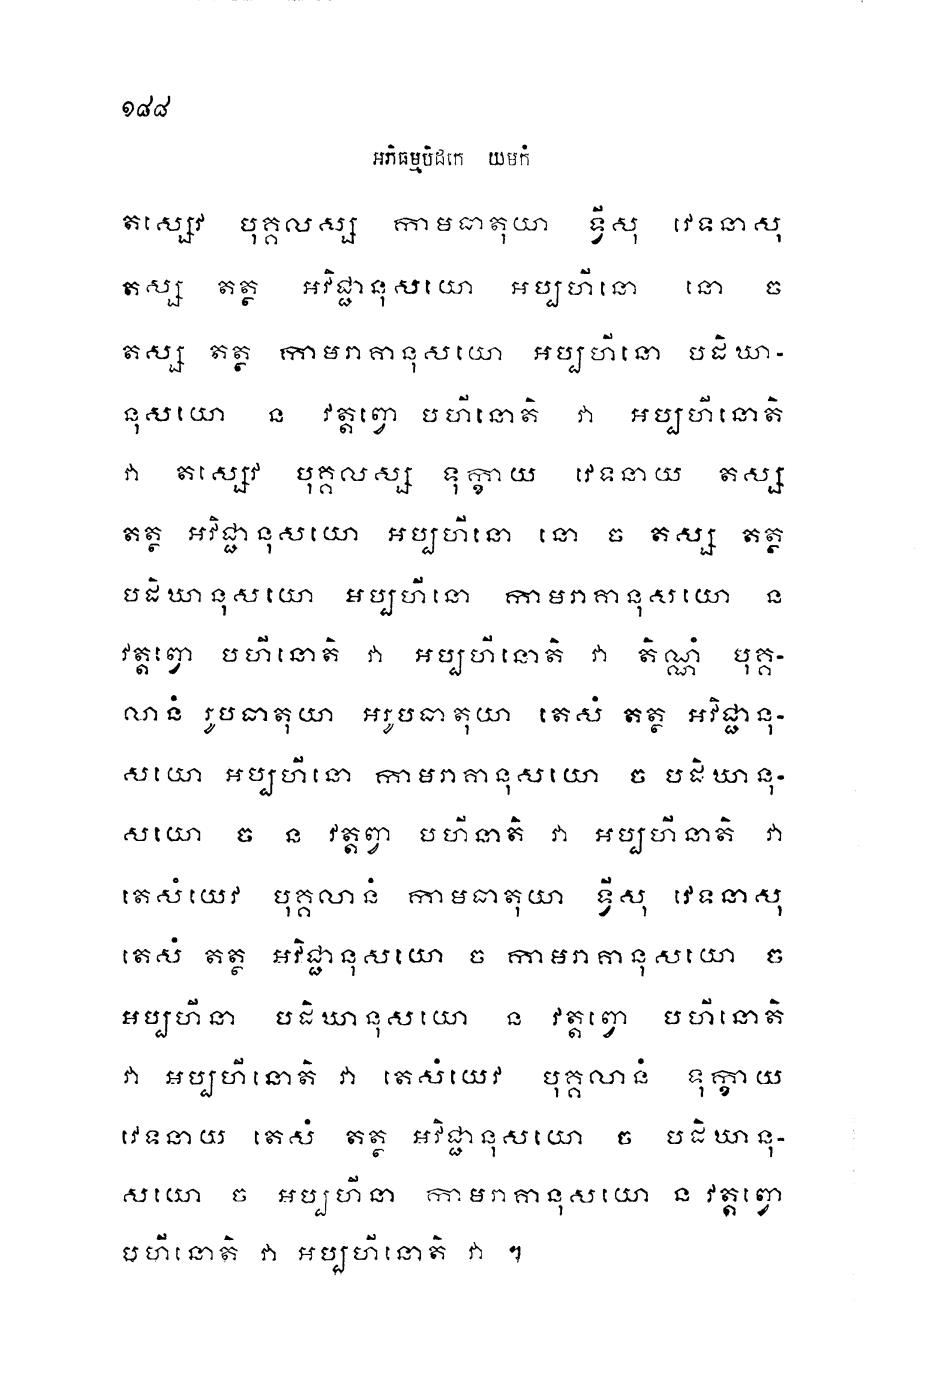 ១៨៨
អភិធម្មបិដកេ យមកំ
តស្សេវ បុគ្គលស្ស កាមធាតុយា ទ្វីសុ វេទនាសុ
តស្ស តត្ថ អវិជ្ជានុសយោ អប្បហីនោ នោ ច
តស្ស តត្ថ កាមរាគានុសយោ អប្បហីនោ បដិឃា-
នុសយោ ន វត្តព្វោ បហីនោតិ វា អប្បហីនោតិ
វា តស្សេវ បុគ្គលស្ស ទុក្ខាយ វេទនាយ តស្ស
តត្ថ អវិជ្ជានុសយោ អប្បហីនោ នោ ច តស្ស តត្ថ
បដិឃានុសយោ អប្បហីនោ កាមរាគានុសយោ ន
វត្តព្វោ បហីនោតិ វា អប្បហីនោតិ វា តិណ្ណំ បុគ្គ-
លានំ រូបធាតុយា អរូបធាតុយា តេសំ តត្ថ អវិជ្ជានុ-
សយោ អប្បហីនោ កាមរាគានុសយោ ច បដិឃានុ-
សយោ ច ន វត្តព្វា បហីនាតិ វា អប្បហីនាតិ វា
តេសំយេវ បុគ្គលានំ កាមធាតុយា ទ្វីសុ វេទនាសុ
តេសំ តត្ថ អវិជ្ជានុសយោ ច កាមរាគានុសយោ ច
អប្បហីនា បដិឃានុសយោ ន វត្តព្វោ បហីនោតិ
វា អប្បហីនោតិ វា តេសំយេវ បុគ្គលានំ ទុក្ខាយ
វេទនាយ តេសំ តត្ថ អវិជ្ជានុសយោ ច បដិឃានុ-
សយោ ច អប្បហីនា កាមរាគានុសយោ ន វត្តព្វោ
បហីនោតិ វា អប្បហីនោតិ វា ។